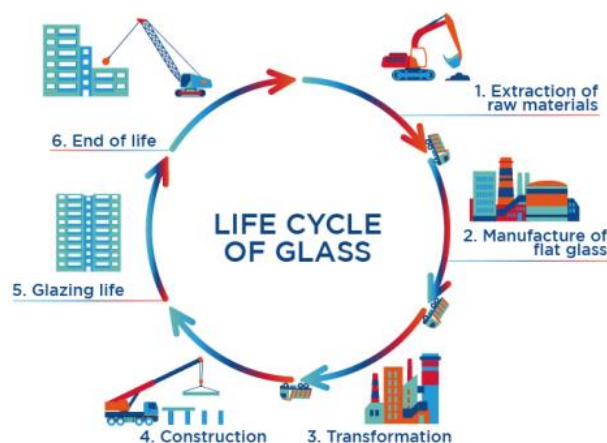 LIFE CYCLE
OF GLASS
1. Extraction of
raw materials
2. Manufacture of
flat glass
3. Transformation
4. Construction
5. Glazing life
6. End of life